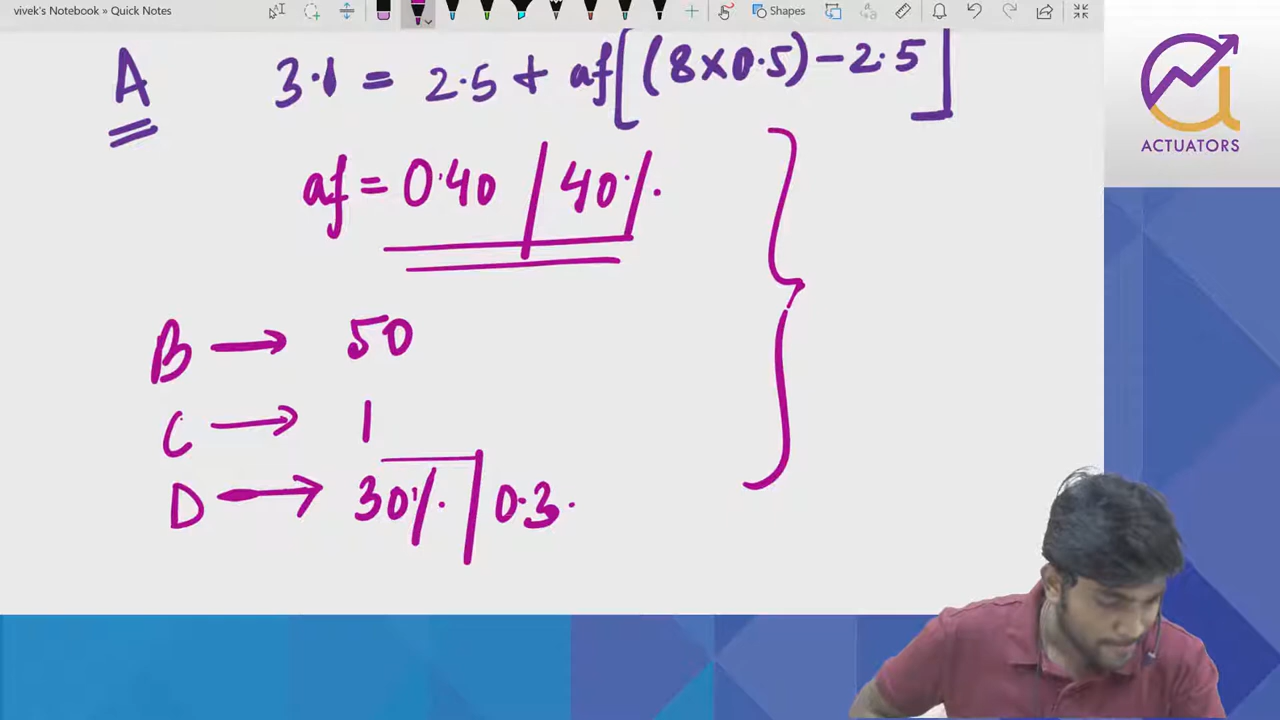 vivek's Notebook » Quick Notes
Shapes
A 3.1 = 2.5 + af[(8×0.5)-2.5]
af = 0.40 / 40%
B → 50
C → 1
D → 30% / 0.3.
ACTUATORS